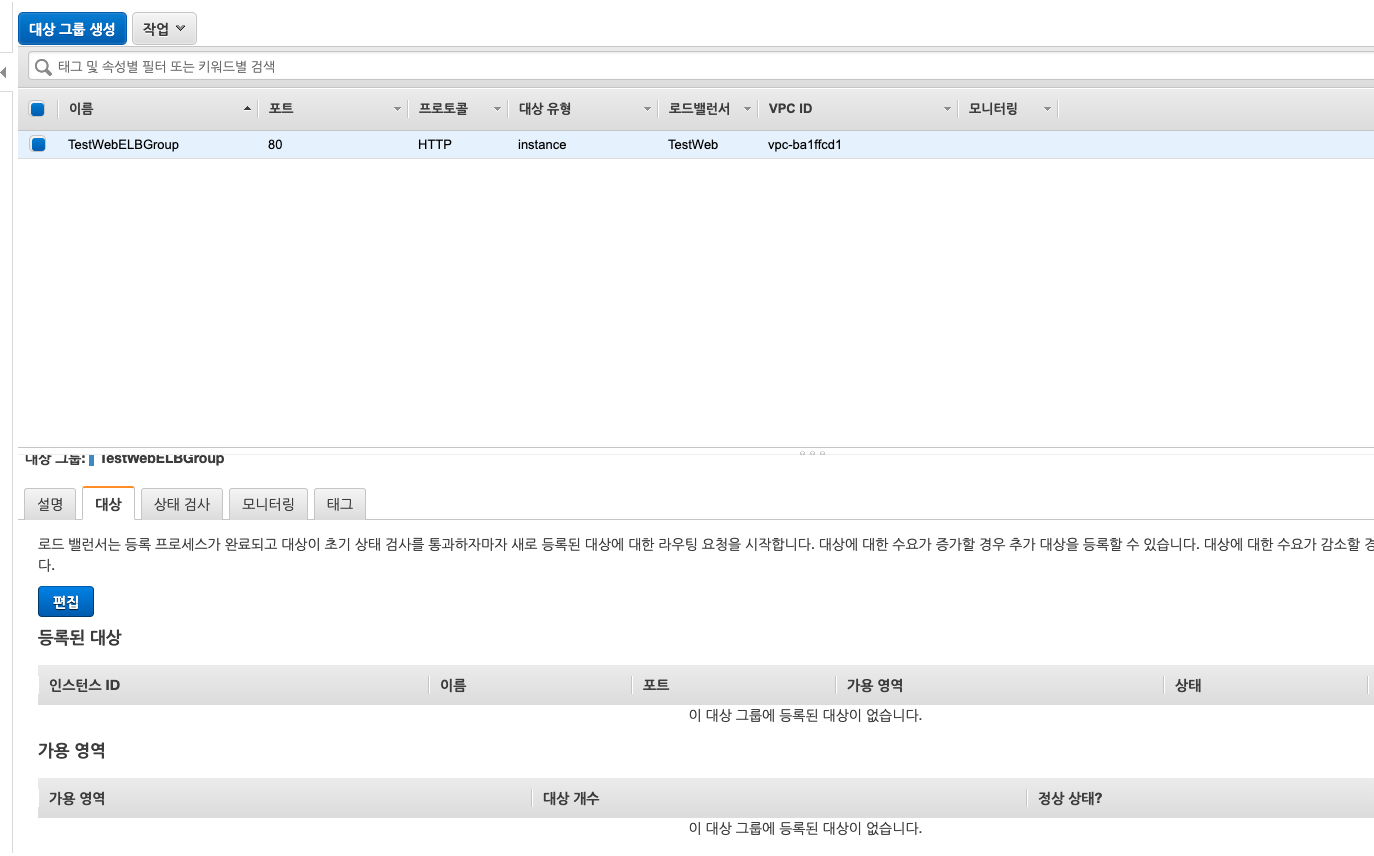 대상 그룹 생성 작업
태그 및 속성별 필터 또는 키워드별 검색
이름 포트 프로토콜 대상 유형 로드밸런서 VPC ID 모니터링
TestWebELBGroup 80 HTTP instance TestWeb vpc-ba1ffcd1
대상 그룹: TestWebELBGroup
설명 대상 상태 검사 모니터링 태그
로드 밸런서는 등록 프로세스가 완료되고 대상이 초기 상태 검사를 통과하자마자 새로 등록된 대상에 대한 라우팅 요청을 시작합니다. 대상에 대한 수요가 증가할 경우 추가 대상을 등록할 수 있습니다. 대상에 대한 수요가 감소할 경
다.
편집
등록된 대상
인스턴스 ID 이름 포트 가용 영역 상태
이 대상 그룹에 등록된 대상이 없습니다.
가용 영역
가용 영역 대상 개수 정상 상태?
이 대상 그룹에 등록된 대상이 없습니다.